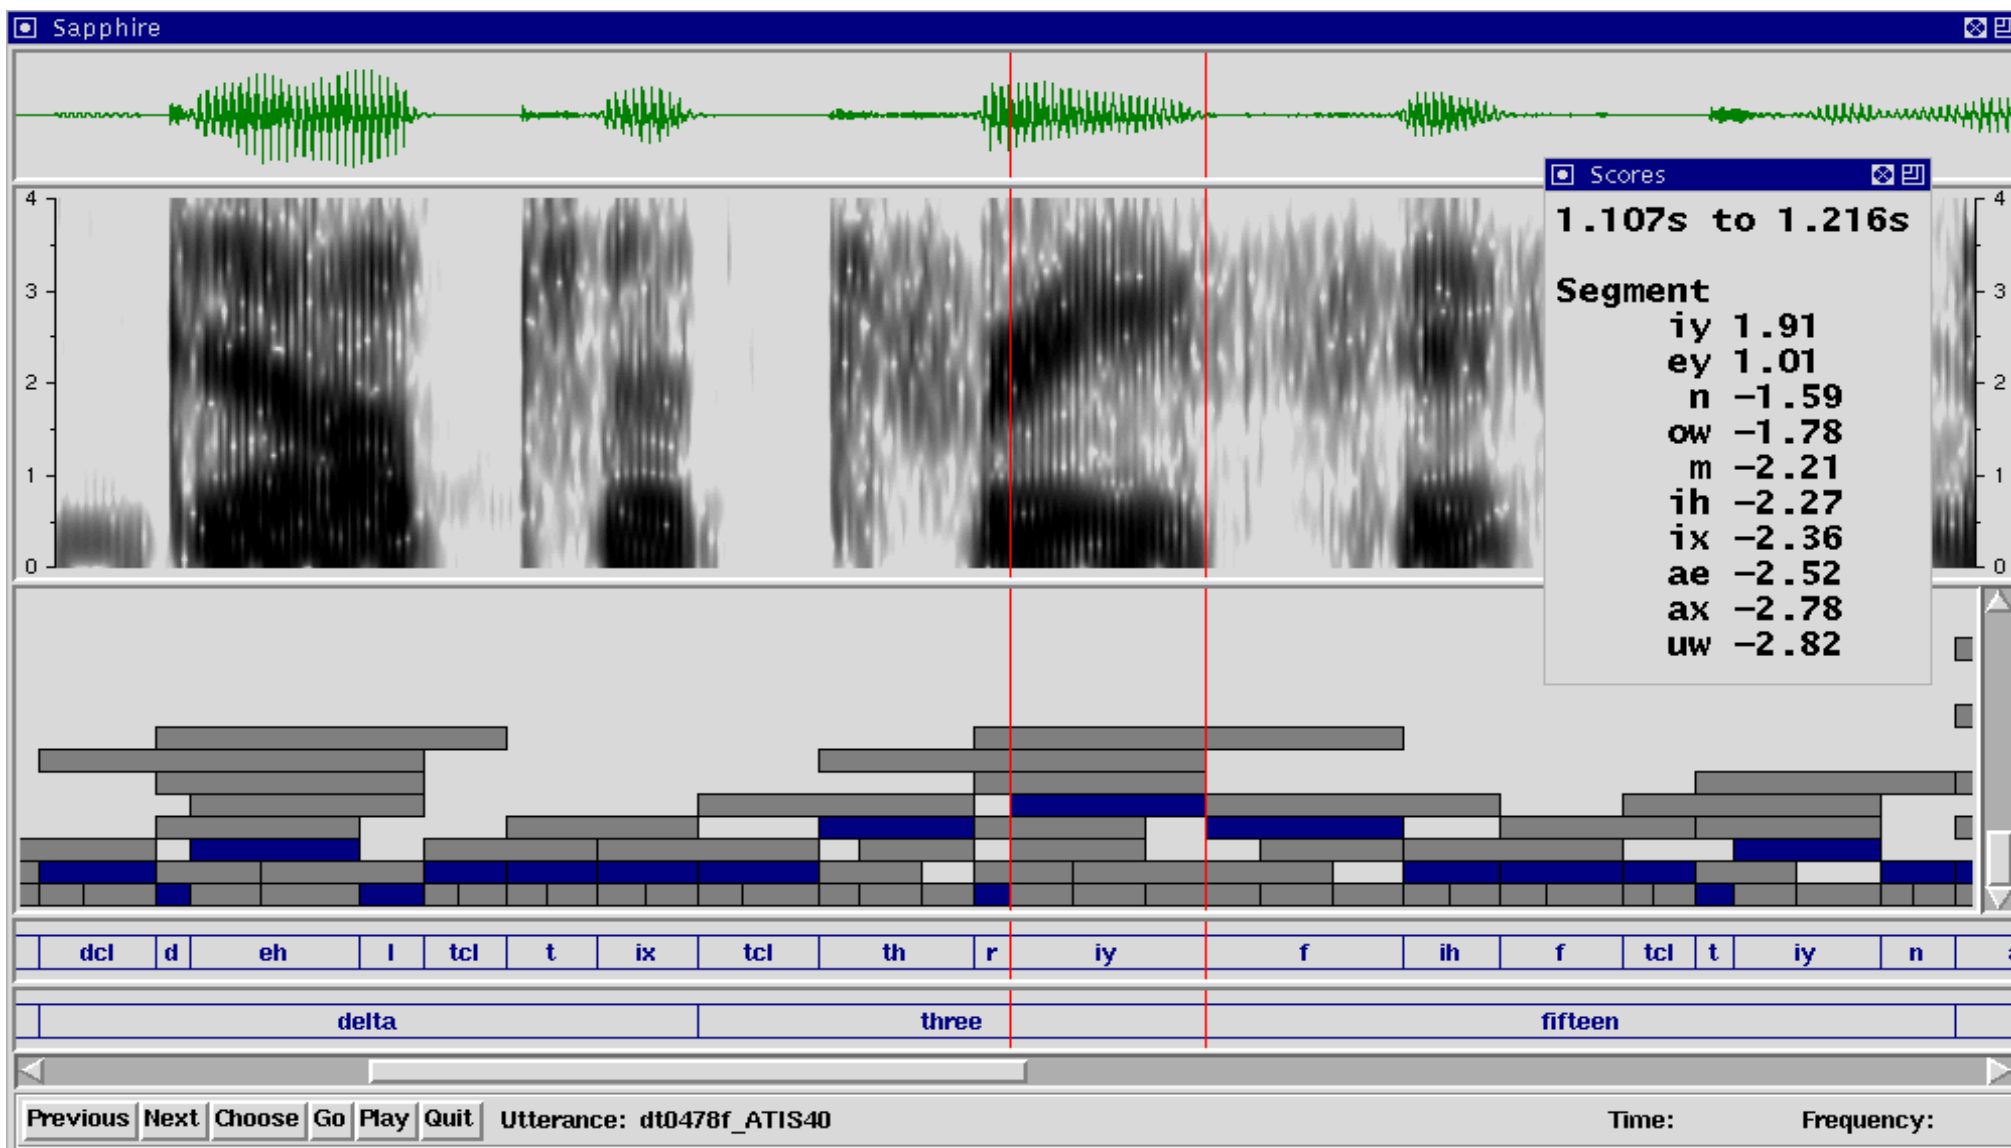 Sapphire
4
3
2
1
0
4
3
2
1
0
Scores
1.107s to 1.216s
Segment
iy 1.91
ey 1.01
n -1.59
ow -1.78
m -2.21
ih -2.27
ix -2.36
ae -2.52
ax -2.78
uw -2.82
dcl d eh l tcl t ix tcl th r iy f ih f tcl t iy n
delta three fifteen
Previous Next Choose Go Play Quit Utterance: dt0478f_ATIS40 Time: Frequency: